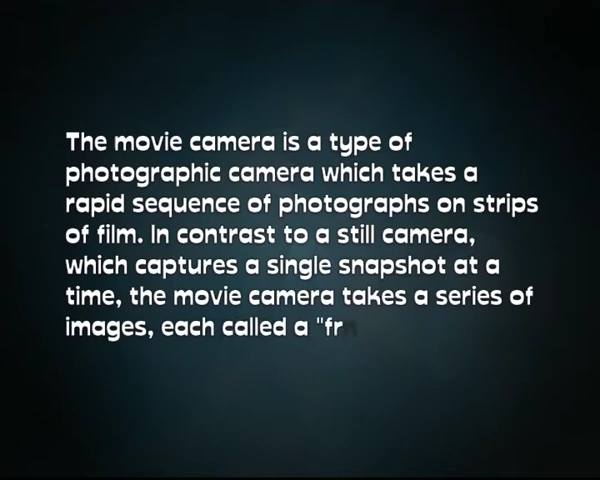 The movie camera is a type of
photographic camera which takes a
rapid sequence of photographs on strips
of film. In contrast to a still camera,
which captures a single snapshot at a
time, the movie camera takes a series of
images, each called a "fr